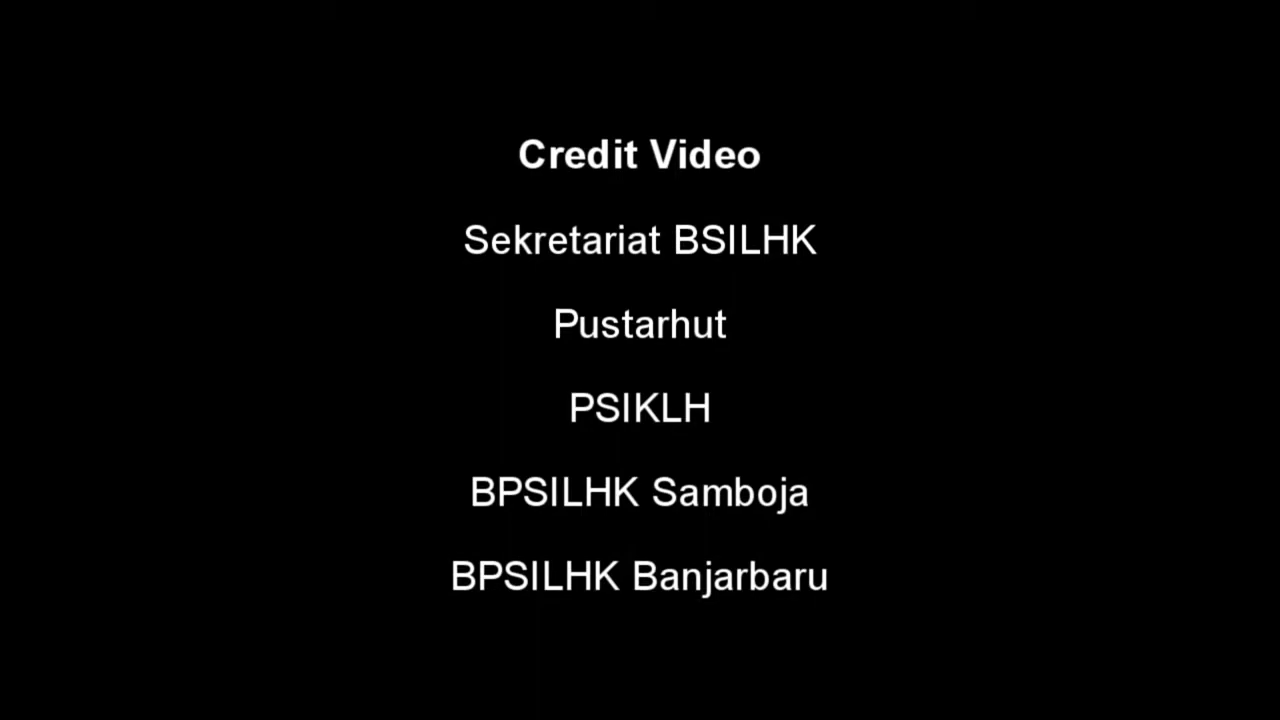 Credit Video
Sekretariat BSILHK
Pustarhut
PSIKLH
BPSILHK Samboja
BPSILHK Banjarbaru